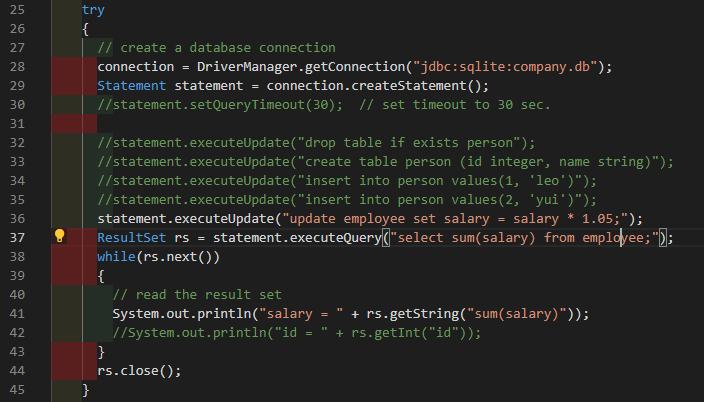 25 try
26 {
27 // create a database connection
28 connection = DriverManager.getConnection("jdbc:sqlite:company.db");
29 Statement statement = connection.createStatement();
30 //statement.setQueryTimeout(30);  // set timeout to 30 sec.
31
32 //statement.executeUpdate("drop table if exists person");
33 //statement.executeUpdate("create table person (id integer, name string)");
34 //statement.executeUpdate("insert into person values(1, 'leo')");
35 //statement.executeUpdate("insert into person values(2, 'yui')");
36 statement.executeUpdate("update employee set salary = salary * 1.05;");
37 ResultSet rs = statement.executeQuery("select sum(salary) from employee;");
38 while(rs.next())
39 {
40 // read the result set
41 System.out.println("salary = " + rs.getString("sum(salary)"));
42 //System.out.println("id = " + rs.getInt("id"));
43 }
44 rs.close();
45 }